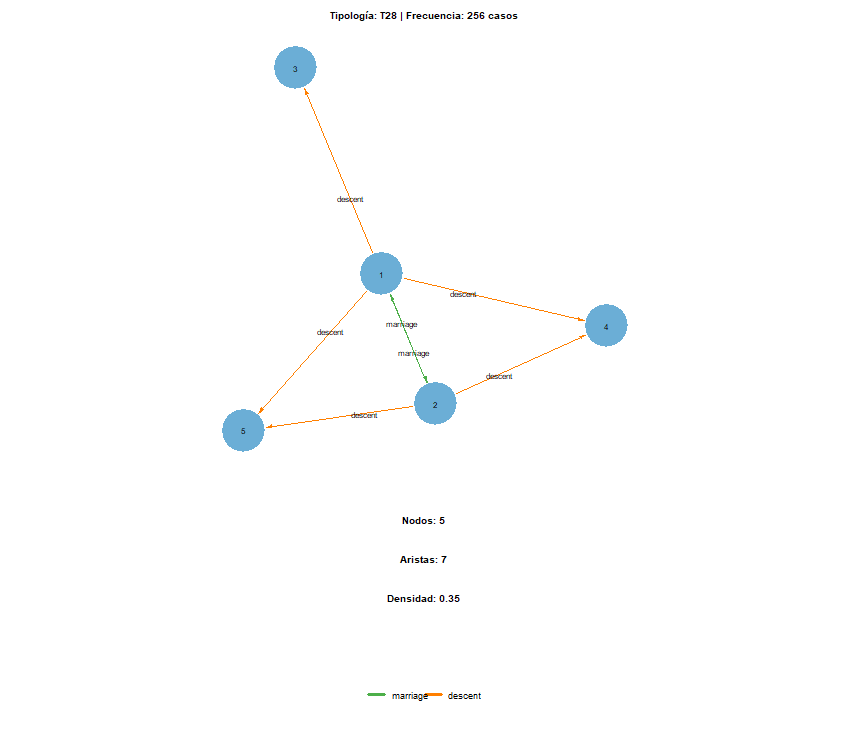 Tipología: T28 | Frecuencia: 256 casos
3
descent
1
descent
marriage
descent
4
marriage
descent
2
descent
5
Nodos: 5
Aristas: 7
Densidad: 0.35
marriage descent